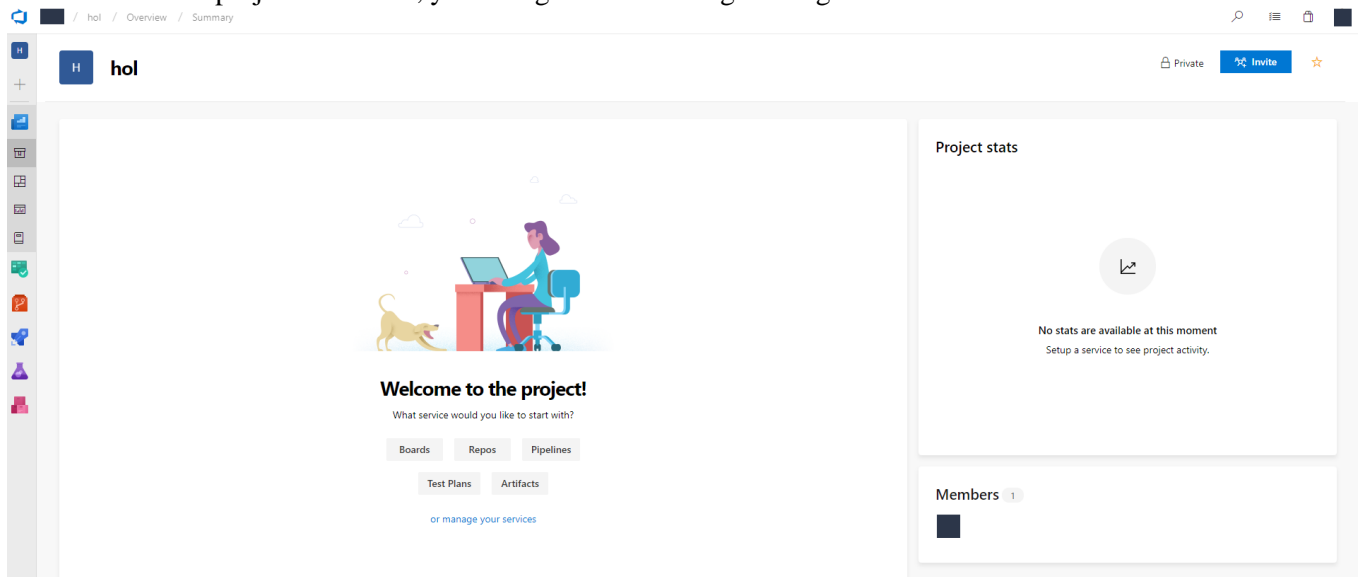 / hol / Overview / Summary
H
H
hol
Private
Invite
Project stats
No stats are available at this moment
Setup a service to see project activity.
Welcome to the project!
What service would you like to start with?
Boards
Repos
Pipelines
Test Plans
Artifacts
or manage your services
Members 1